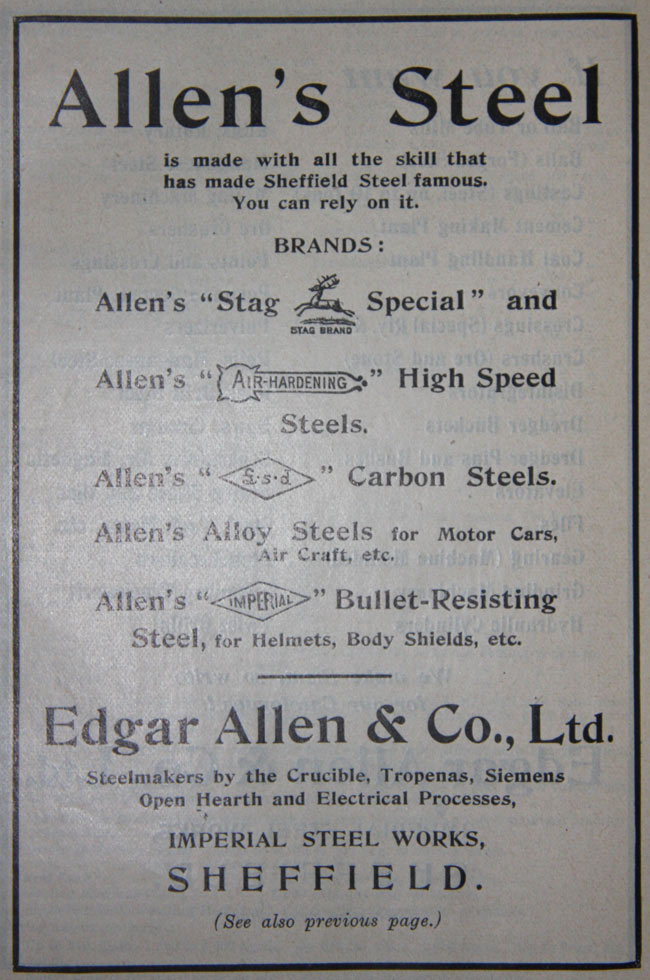 Allen's Steel
is made with all the skill that
has made Sheffield Steel famous.
You can rely on it.
BRANDS:
Allen's "Stag STAG BRAND Special" and
Allen's "AIR-HARDENING" High Speed
Steels.
Allen's "S.s.d" Carbon Steels.
Allen's Alloy Steels for Motor Cars,
Air Craft, etc.
Allen's "IMPERIAL" Bullet-Resisting
Steel, for Helmets, Body Shields, etc.
Edgar Allen & Co., Ltd.
Steelmakers by the Crucible, Tropenas, Siemens
Open Hearth and Electrical Processes,
IMPERIAL STEEL WORKS,
SHEFFIELD.
(See also previous page.)